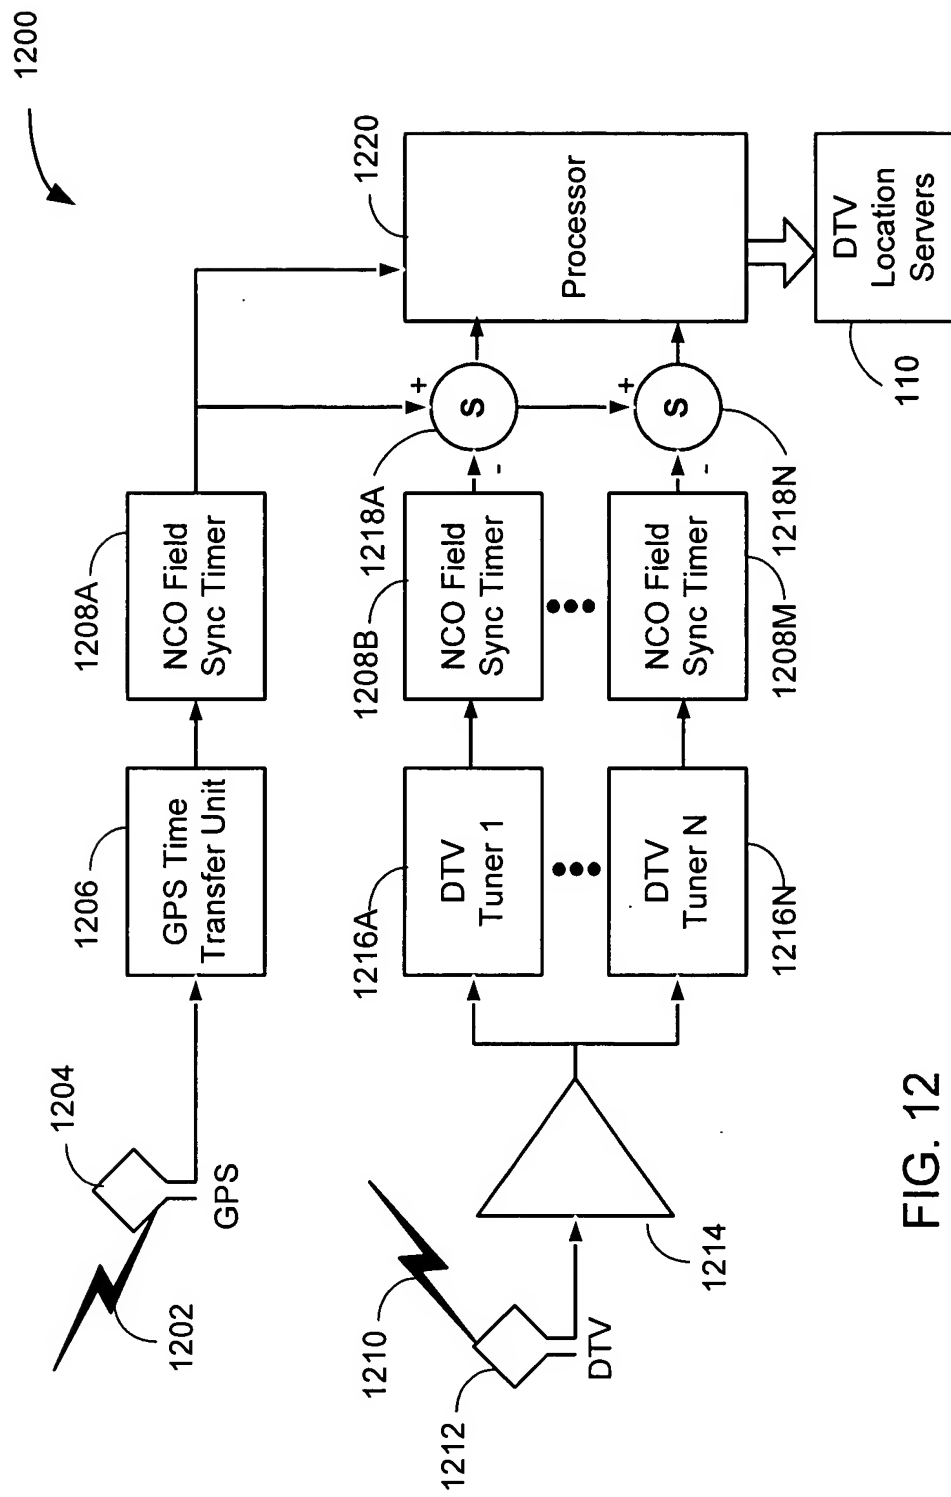 1200
1204
1202
GPS
1206
GPS Time
Transfer Unit
1208A
NCO Field
Sync Timer
1210
1212
DTV
1214
1216A
DTV
Tuner 1
1208B
NCO Field
Sync Timer
1218A
+
S
-
1220
Processor
1216N
DTV
Tuner N
1208M
NCO Field
Sync Timer
1218N
+
S
-
110
DTV
Location
Servers
FIG. 12